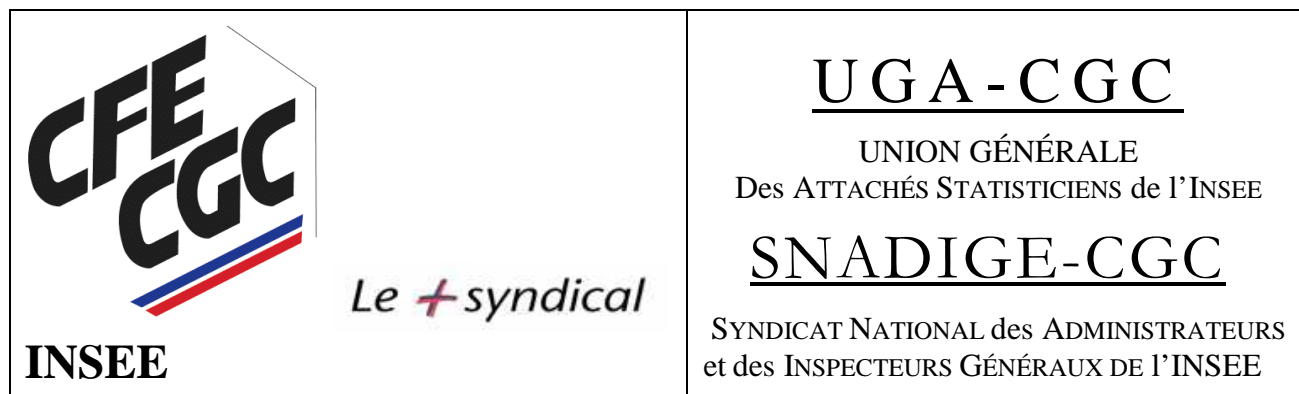 CFE
CGC
Le + syndical
INSEE
UGA-CGC
UNION GÉNÉRALE
Des ATTACHÉS STATISTICIENS de l'INSEE
SNADIGE-CGC
SYNDICAT NATIONAL des ADMINISTRATEURS
et des INSPECTEURS GÉNÉRAUX DE l'INSEE